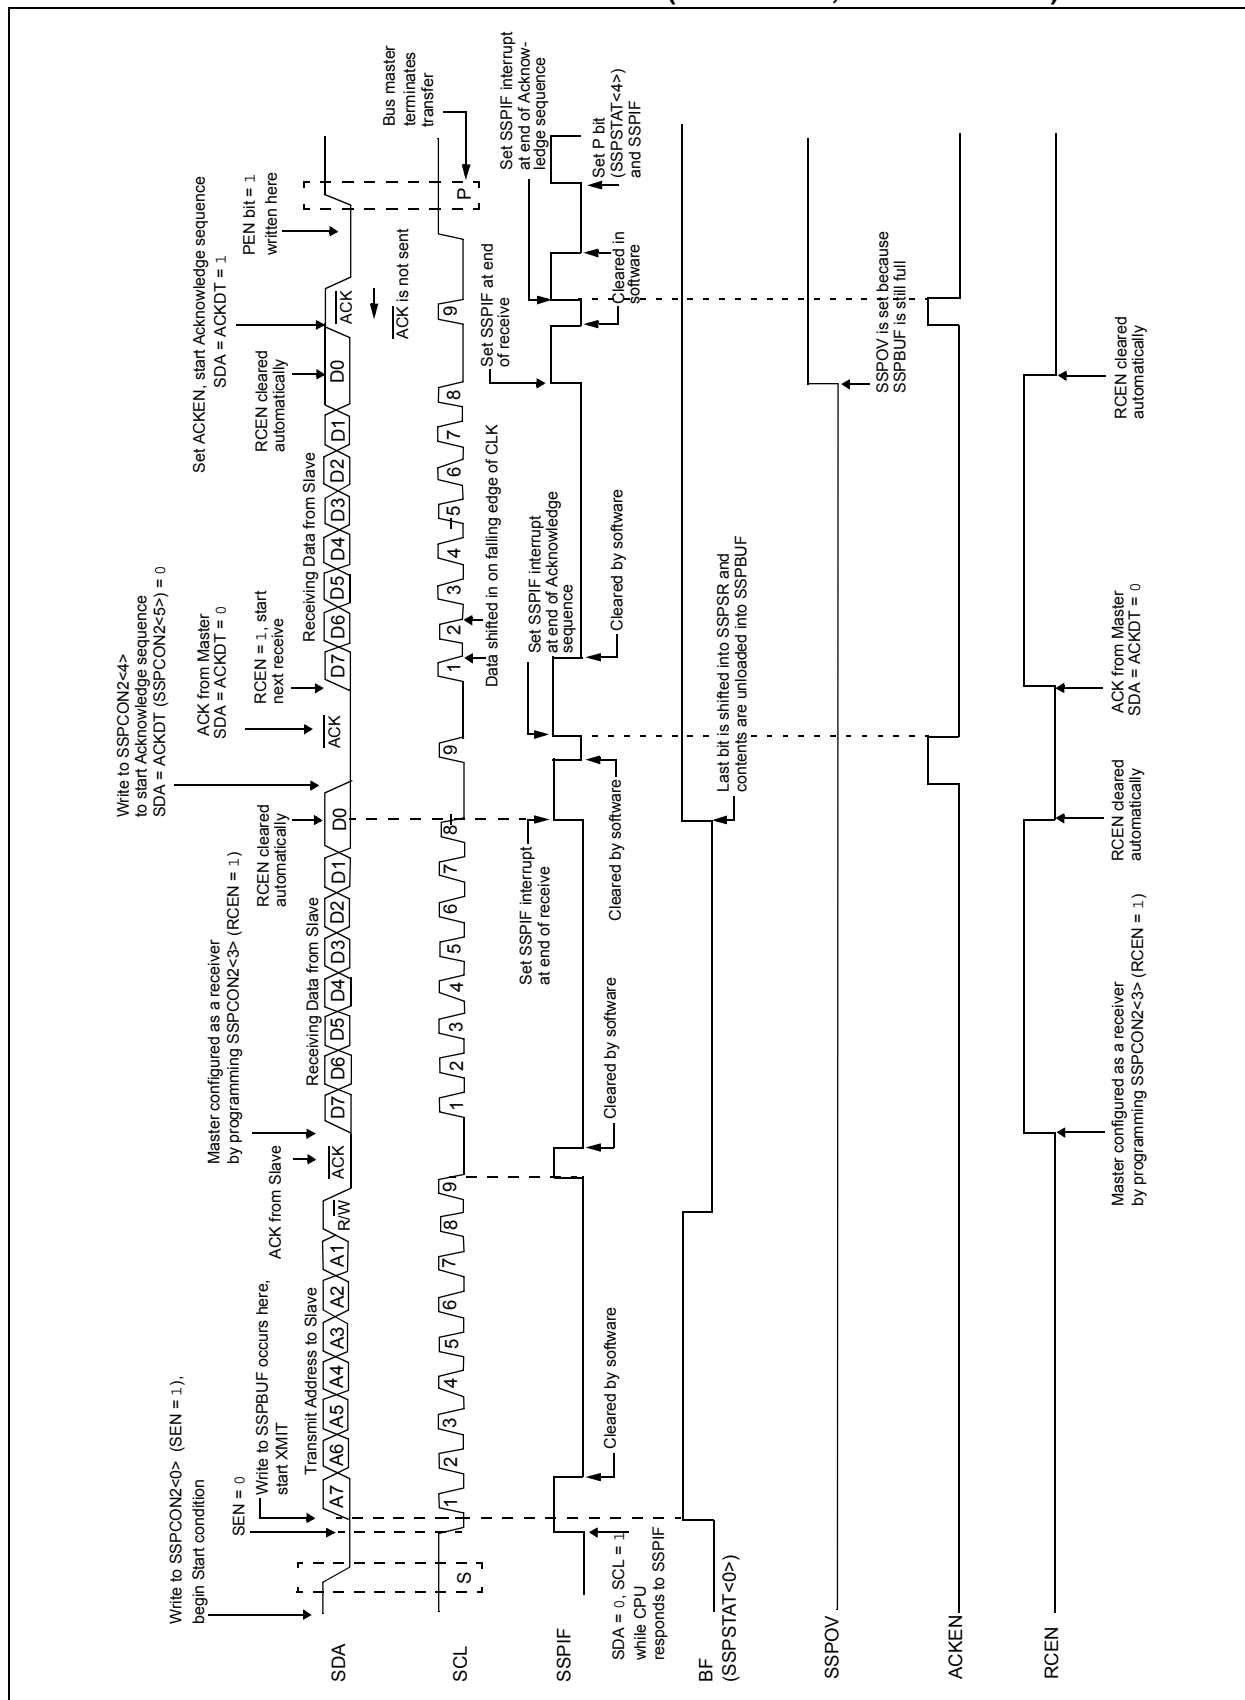 Write to SSPCON2<0> (SEN = 1),
begin Start condition
SEN = 0
Write to SSPBUF occurs here,
start XMIT
ACK from Slave
Master configured as a receiver
by programming SSPCON2<3> (RCEN = 1)
RCEN cleared
automatically
Write to SSPCON2<4>
to start Acknowledge sequence
SDA = ACKDT (SSPCON2<5>) = 0
ACK from Master
SDA = ACKDT = 0
RCEN = 1, start
next receive
RCEN cleared
automatically
Set ACKEN, start Acknowledge sequence
SDA = ACKDT = 1
PEN bit = 1
written here
Transmit Address to Slave
Receiving Data from Slave
Receiving Data from Slave
SDA
A7 A6 A5 A4 A3 A2 A1 R/W ACK D7 D6 D5 D4 D3 D2 D1 D0 ACK D7 D6 D5 D4 D3 D2 D1 D0 ACK
ACK is not sent
Bus master
terminates
transfer
SCL
S 1 2 3 4 5 6 7 8 9 1 2 3 4 5 6 7 8 9 1 2 3 4 5 6 7 8 9 P
Data shifted in on falling edge of CLK
Set SSPIF interrupt
at end of receive
Set SSPIF interrupt
at end of Acknowledge
sequence
Set SSPIF at end
of receive
Set SSPIF interrupt
at end of Acknow-
ledge sequence
SSPIF
SDA = 0, SCL = 1
while CPU
responds to SSPIF
Cleared by software
Cleared by software
Cleared by software
Cleared by software
Cleared in
software
Set P bit
(SSPSTAT<4>)
and SSPIF
BF
(SSPSTAT<0>)
Last bit is shifted into SSPSR and
contents are unloaded into SSPBUF
SSPOV
SSPOV is set because
SSPBUF is still full
ACKEN
RCEN
Master configured as a receiver
by programming SSPCON2<3> (RCEN = 1)
RCEN cleared
automatically
ACK from Master
SDA = ACKDT = 0
RCEN cleared
automatically